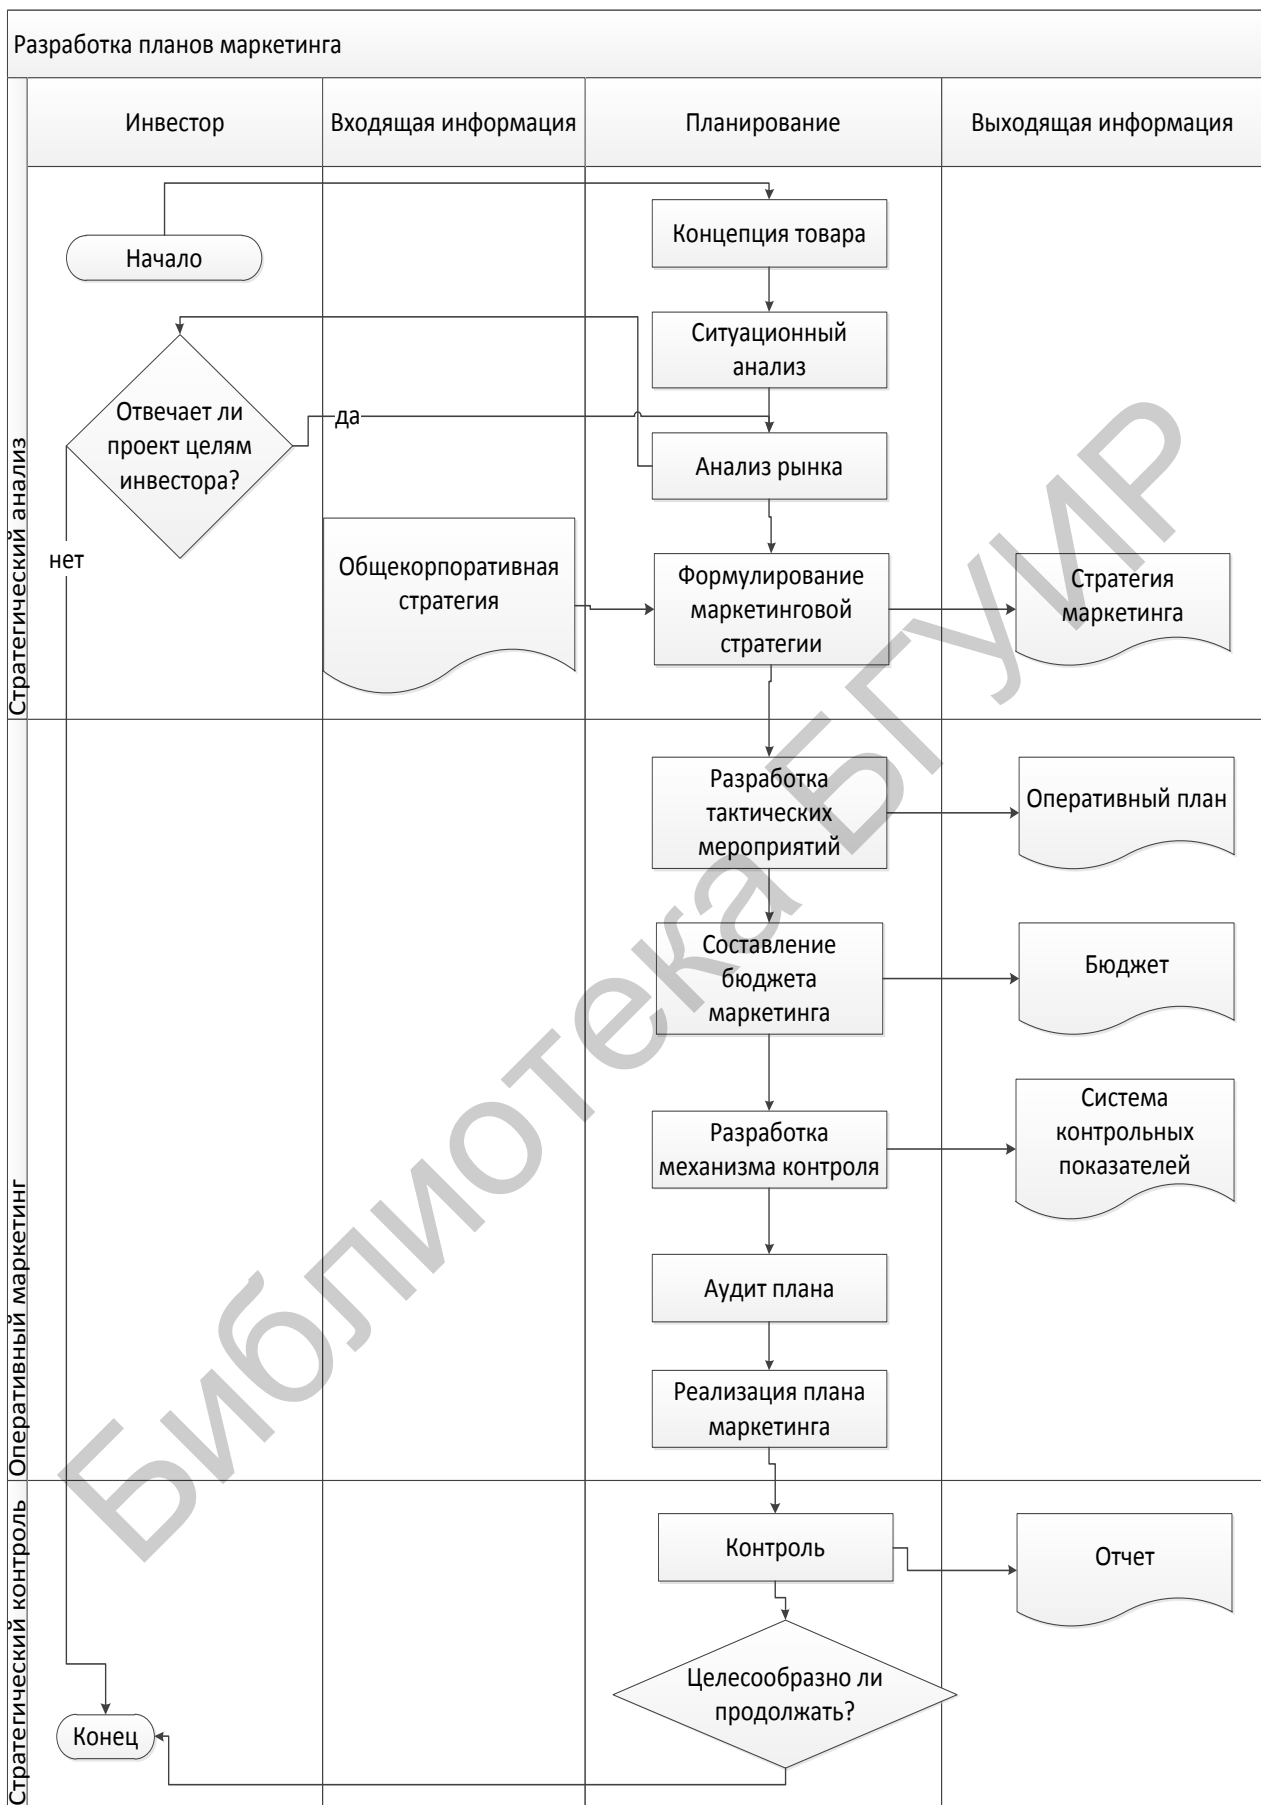 Разработка планов маркетинга
Инвестор
Входящая информация
Планирование
Выходящая информация
Стратегический анализ
Начало
Концепция товара
Ситуационный
анализ
Отвечает ли
проект целям
инвестора?
да
нет
Анализ рынка
Общекорпоративная
стратегия
Формулирование
маркетинговой
стратегии
Стратегия
маркетинга
Оперативный маркетинг
Разработка
тактических
мероприятий
Оперативный план
Составление
бюджета
маркетинга
Бюджет
Разработка
механизма контроля
Система
контрольных
показателей
Аудит плана
Реализация плана
маркетинга
Стратегический контроль
Контроль
Отчет
Целесообразно ли
продолжать?
Конец
Библиотека БГУИР